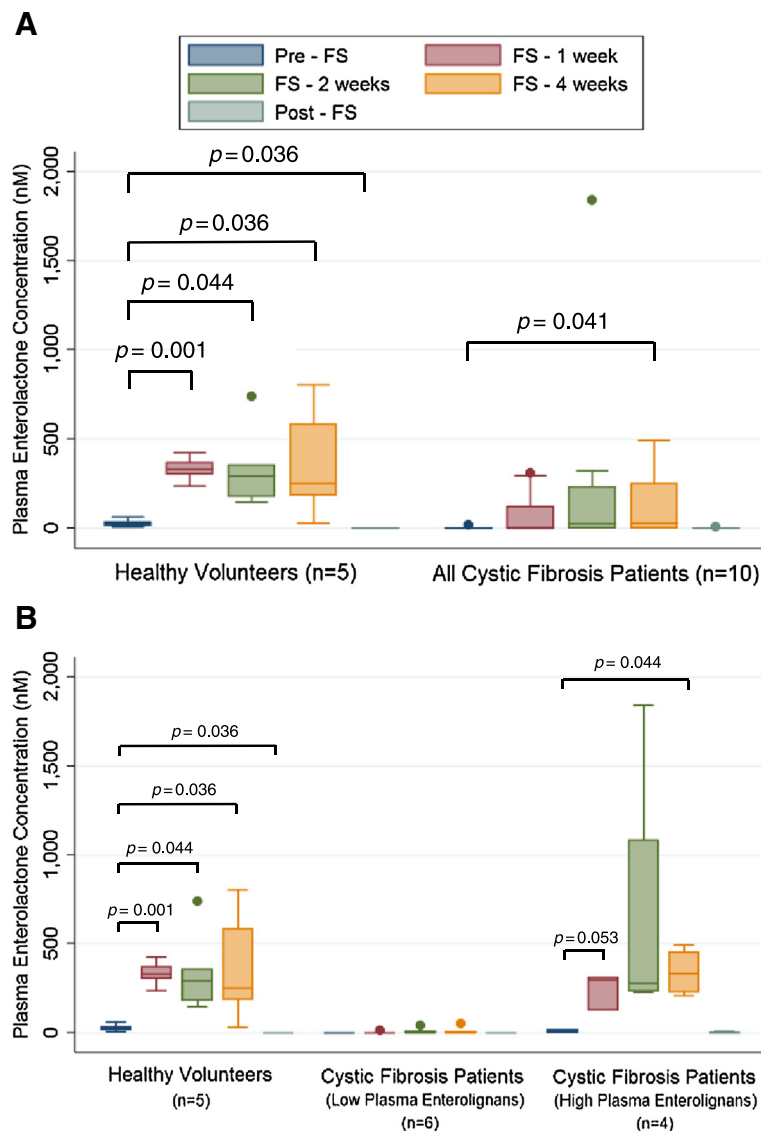 A
Pre - FS
FS - 1 week
FS - 2 weeks
FS - 4 weeks
Post - FS
Plasma Enterolactone Concentration (nM)
2,000
1,500
1,000
500
0
p = 0.036
p = 0.036
p = 0.044
p = 0.001
p = 0.041
Healthy Volunteers (n=5)
All Cystic Fibrosis Patients (n=10)
B
Plasma Enterolactone Concentration (nM)
2,000
1,500
1,000
500
0
p = 0.044
p = 0.036
p = 0.036
p = 0.044
p = 0.001
p = 0.053
Healthy Volunteers
(n=5)
Cystic Fibrosis Patients
(Low Plasma Enterolignans)
(n=6)
Cystic Fibrosis Patients
(High Plasma Enterolignans)
(n=4)